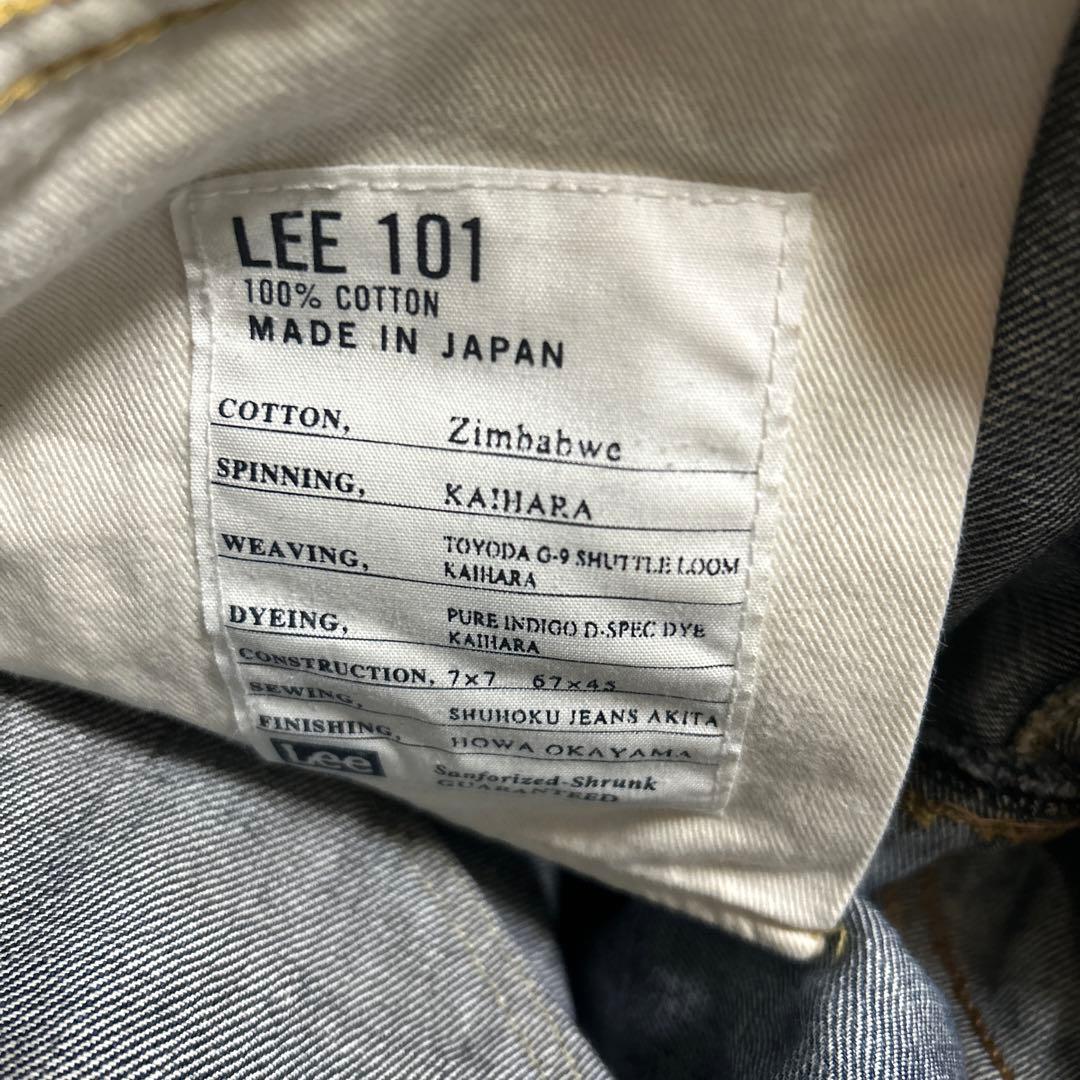 LEE 101
100% COTTON
MADE IN JAPAN
COTTON, Zimbabwe
SPINNING, KAIHARA
WEAVING, TOYODA G-9 SHUTTLE LOOM
KAIHARA
DYEING, PURE INDIGO D-SPEC DYE
KAIHARA
CONSTRUCTION, 7×7 67×43
SEWING, SHUHOKU JEANS AKITA
FINISHING, HOWA OKAYAMA
Lee Sanforized-Shrunk
GUARANTEED